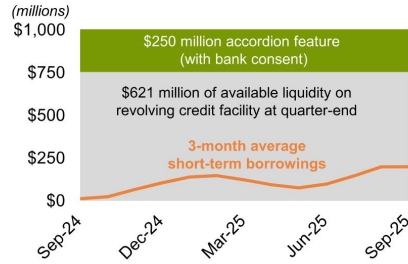 (millions)
$1,000
$250 million accordion feature
(with bank consent)
$750
$621 million of available liquidity on
revolving credit facility at quarter-end
$500
$250
3-month average
short-term borrowings
$0
Sep-24
Dec-24
Mar-25
Jun-25
Sep-25